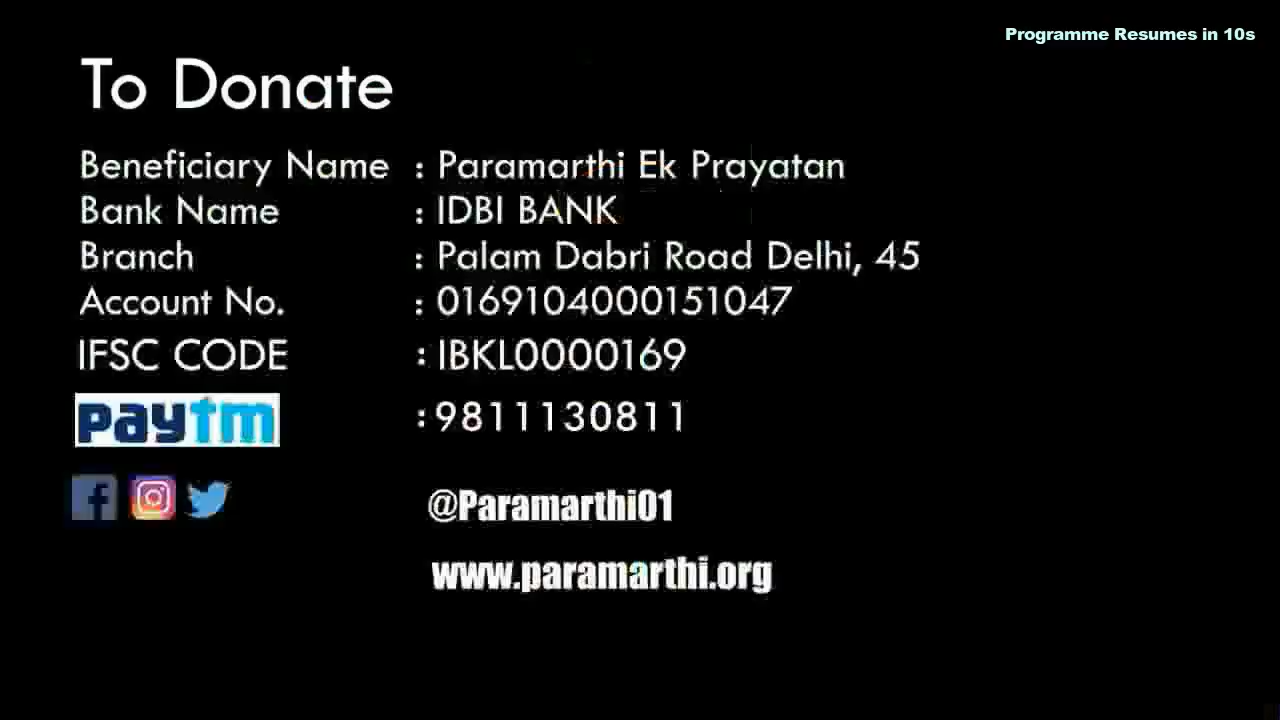 Programme Resumes in 10s
To Donate
Beneficiary Name : Paramarthi Ek Prayatan
Bank Name : IDBI BANK
Branch : Palam Dabri Road Delhi, 45
Account No. : 0169104000151047
IFSC CODE : IBKL0000169
paytm : 9811130811
@Paramarthi01
www.paramarthi.org